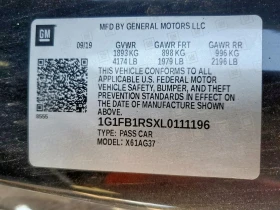 MFD BY GENERAL MOTORS LLC
GM
09/19 GVWR GAWR FRT GAWR RR
1893KG 898 KG 996 KG
4174 LB 1979 LB 2196 LB
THIS VEHICLE CONFORMS TO ALL
APPLICABLE U.S. FEDERAL MOTOR
VEHICLE SAFETY, BUMPER, AND THEFT
PREVENTION STANDARDS IN EFFECT ON
THE DATE OF MANUFACTURE SHOWN ABOVE.
1G1FB1RSXL0111196
TYPE: PASS CAR
MODEL: X61AG37